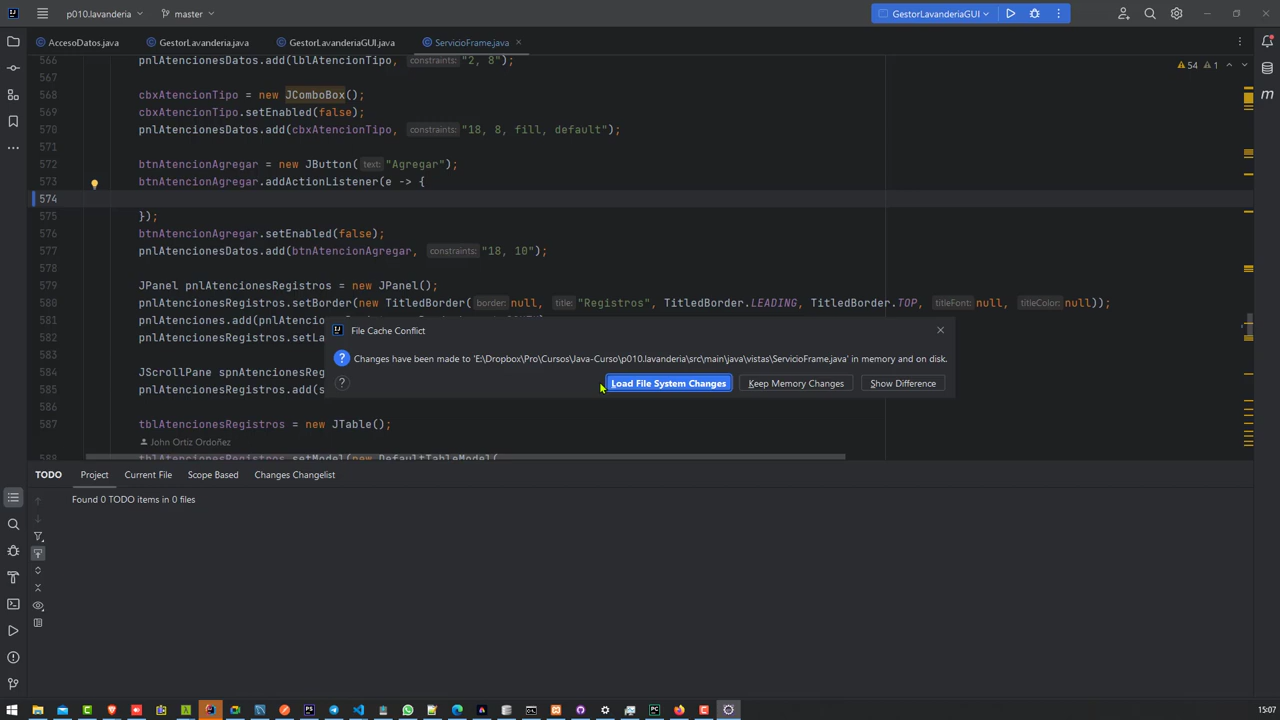 p010.lavanderia
master
GestorLavanderiaGUI
AccesoDatos.java
GestorLavanderia.java
GestorLavanderiaGUI.java
ServicioFrame.java
54 1
566 pnlAtencionesDatos.add(lblAtencionTipo, constraints: "2, 8");
567
568 cbxAtencionTipo = new JComboBox();
569 cbxAtencionTipo.setEnabled(false);
570 pnlAtencionesDatos.add(cbxAtencionTipo, constraints: "18, 8, fill, default");
571
572 btnAtencionAgregar = new JButton( text: "Agregar");
573 btnAtencionAgregar.addActionListener(e -> {
574
575 });
576 btnAtencionAgregar.setEnabled(false);
577 pnlAtencionesDatos.add(btnAtencionAgregar, constraints: "18, 10");
578
579 JPanel pnlAtencionesRegistros = new JPanel();
580 pnlAtencionesRegistros.setBorder(new TitledBorder( border: null, title: "Registros", TitledBorder.LEADING, TitledBorder.TOP, titleFont: null, titleColor: null));
581 pnlAtenciones.add(pnlAtencio
582 pnlAtencionesRegistros.setLa
583
584 JScrollPane spnAtencionesReg
585 pnlAtencionesRegistros.add(s
587 tblAtencionesRegistros = new JTable();
John Ortiz Ordoñez
tblAtencionesRegistros.setModel(new DefaultTableModel(
File Cache Conflict
Changes have been made to 'E:\Dropbox\Pro\Cursos\Java-Curso\p010.lavanderia\src\main\java\vistas\ServicioFrame.java' in memory and on disk.
Load File System Changes
Keep Memory Changes
Show Difference
TODO
Project
Current File
Scope Based
Changes Changelist
Found 0 TODO items in 0 files
15:07